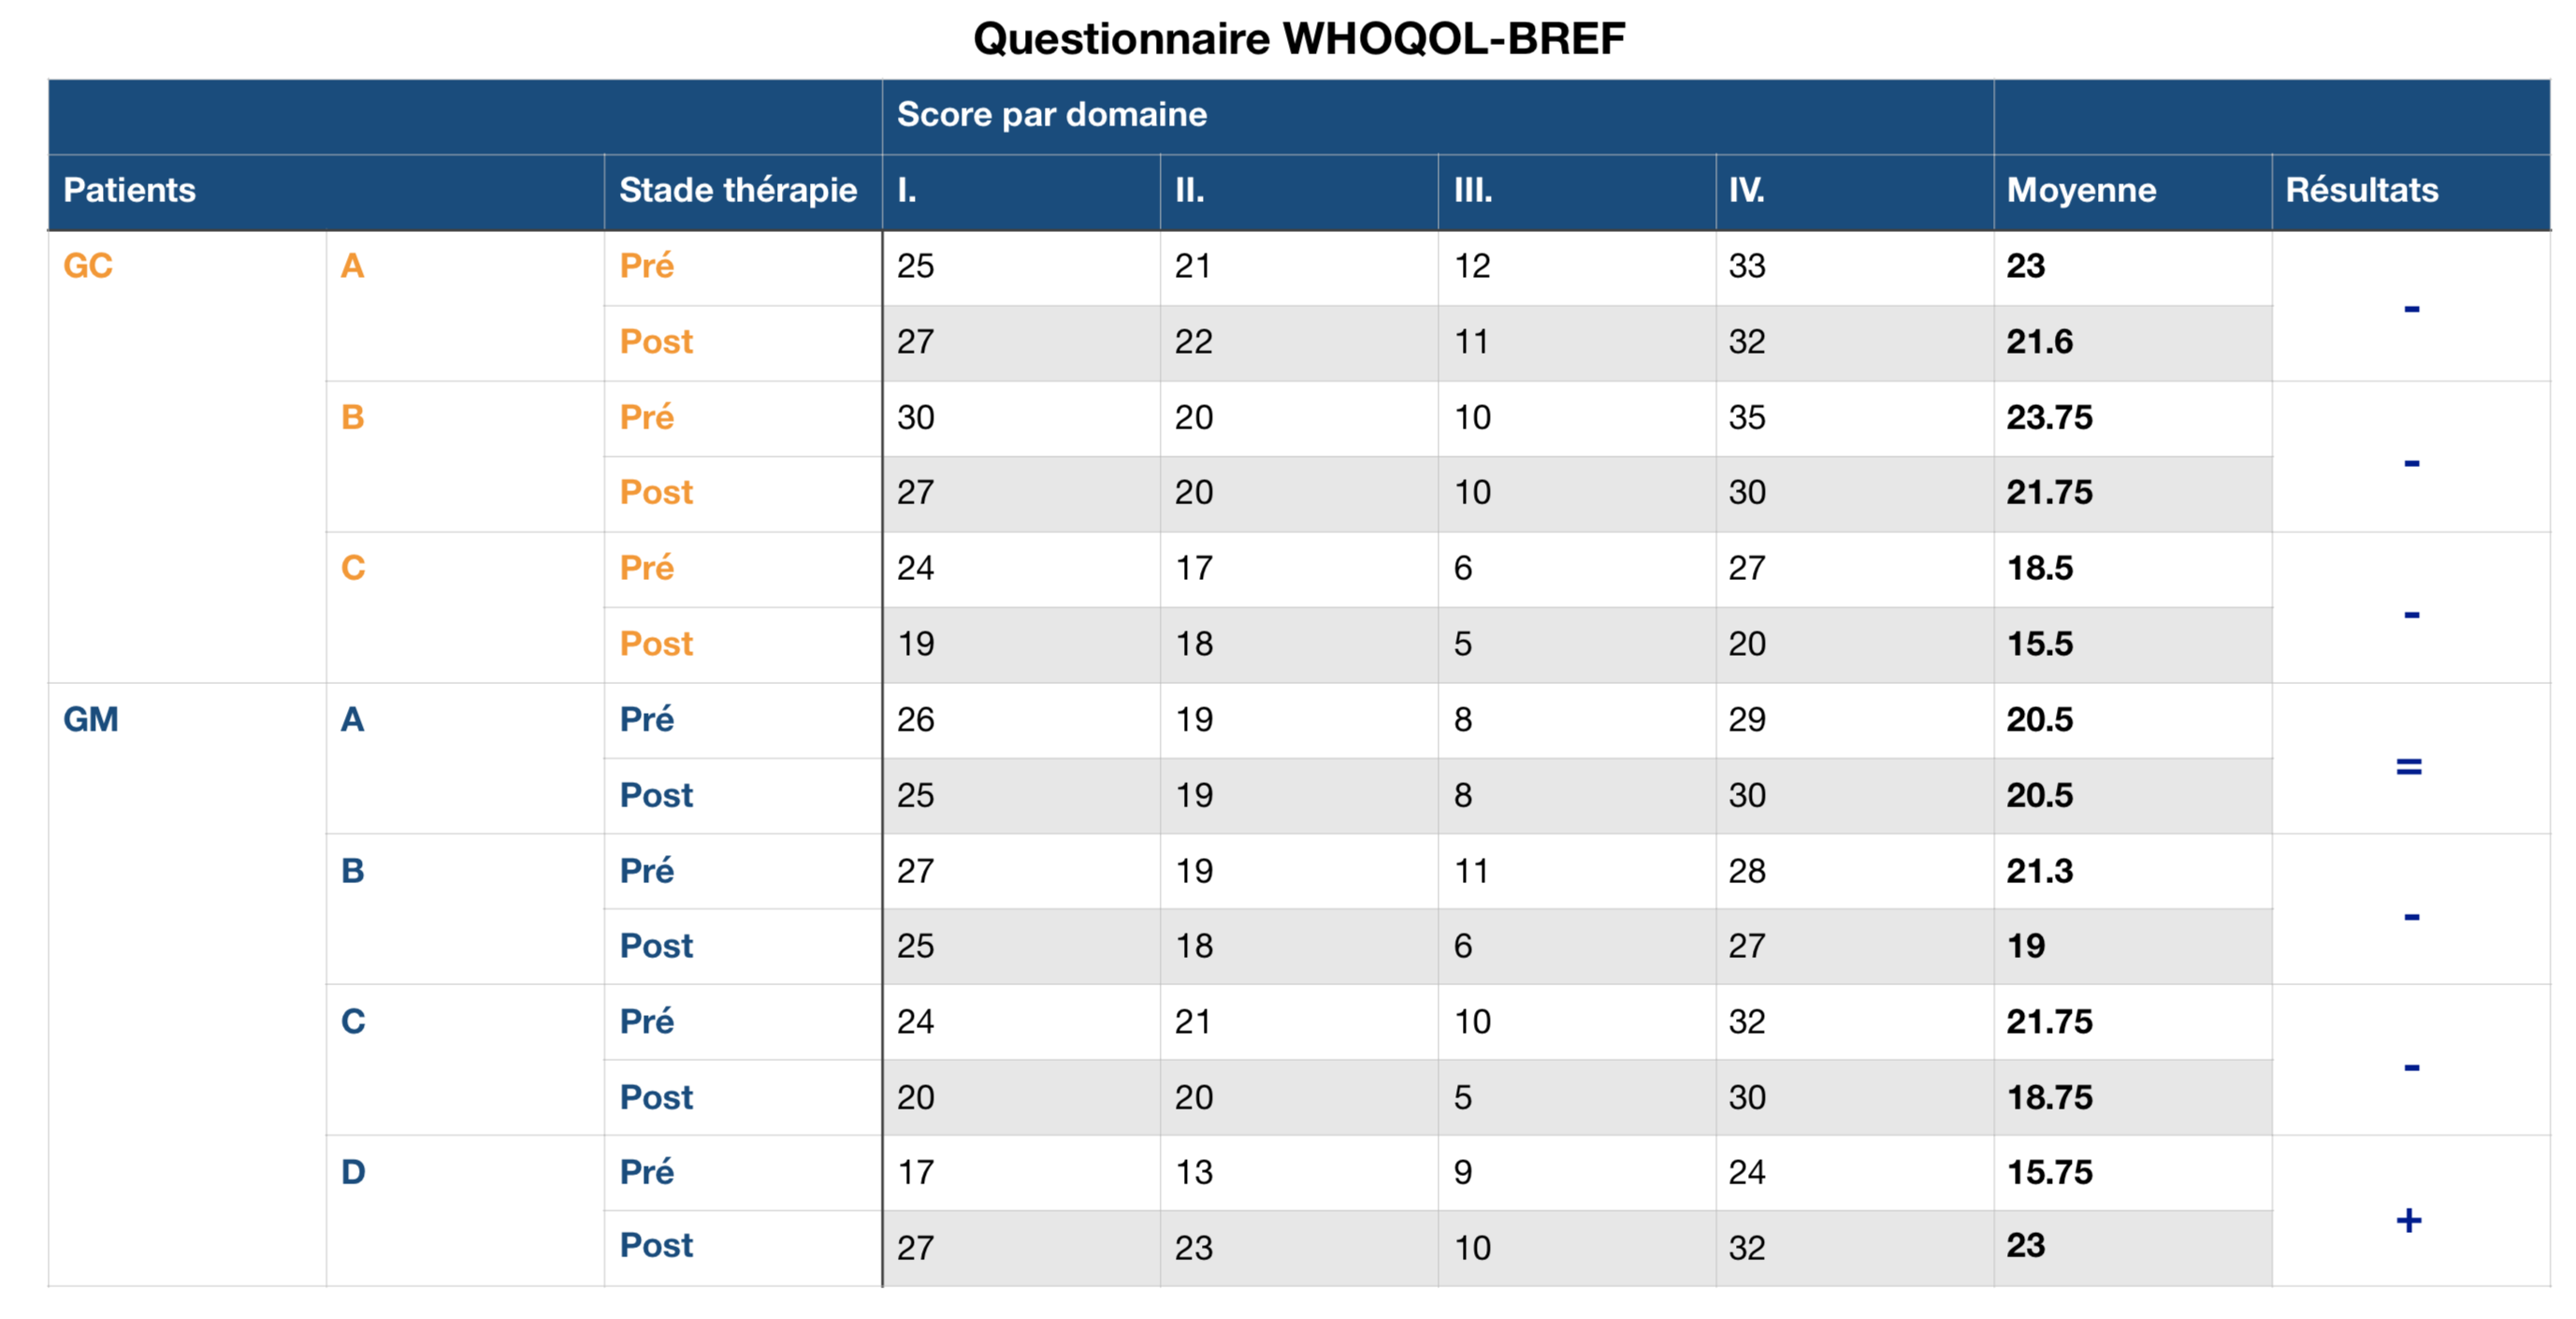 Questionnaire WHOQOL-BREF
Score par domaine
Patients Stade thérapie I. II. III. IV. Moyenne Résultats
GC A Pré 25 21 12 33 23
-
Post 27 22 11 32 21.6
B Pré 30 20 10 35 23.75
-
Post 27 20 10 30 21.75
C Pré 24 17 6 27 18.5
-
Post 19 18 5 20 15.5
GM A Pré 26 19 8 29 20.5
=
Post 25 19 8 30 20.5
B Pré 27 19 11 28 21.3
-
Post 25 18 6 27 19
C Pré 24 21 10 32 21.75
-
Post 20 20 5 30 18.75
D Pré 17 13 9 24 15.75
+
Post 27 23 10 32 23